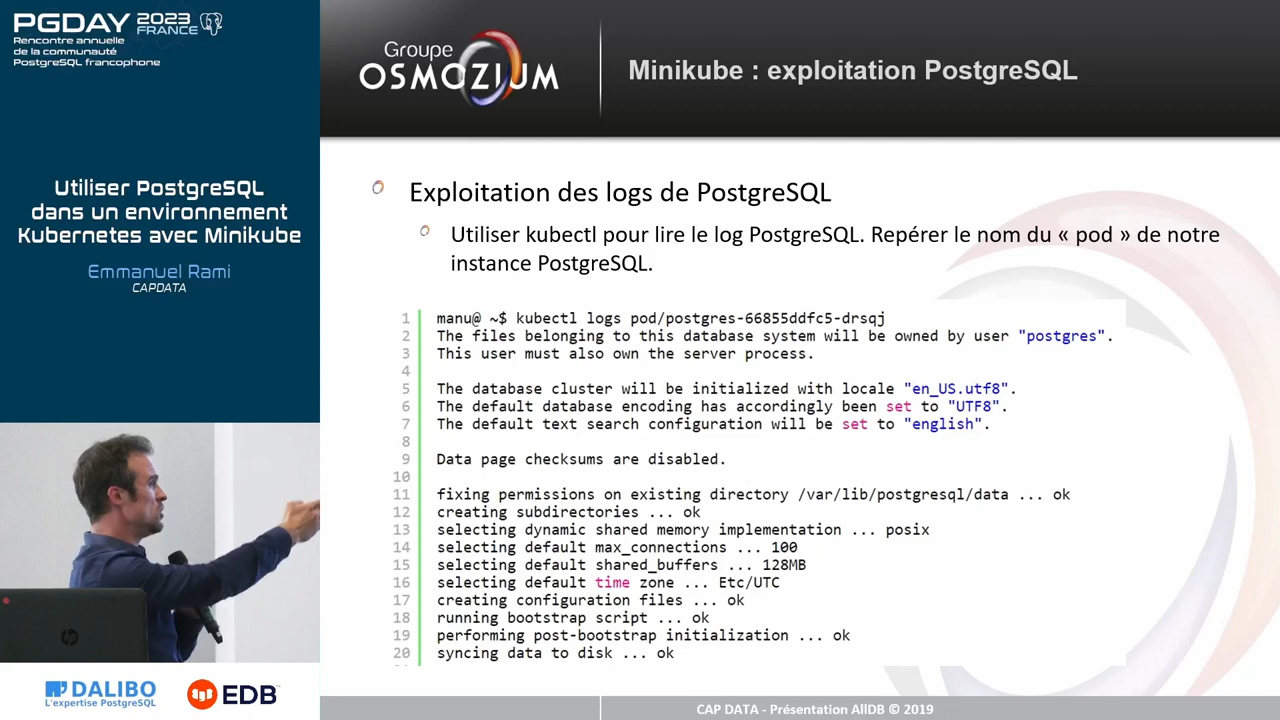 PGDAY 2023 FRANCE
Rencontre annuelle
de la communauté
PostgreSQL francophone
Utiliser PostgreSQL
dans un environnement
Kubernetes avec Minikube
Emmanuel Rami
CAPDATA
hp
DALIBO
L'expertise PostgreSQL
EDB
Groupe
OSMOZIUM
Minikube : exploitation PostgreSQL
Exploitation des logs de PostgreSQL
Utiliser kubectl pour lire le log PostgreSQL. Repérer le nom du « pod » de notre
instance PostgreSQL.
1 manu@ ~$ kubectl logs pod/postgres-66855ddfc5-drsqj
2 The files belonging to this database system will be owned by user "postgres".
3 This user must also own the server process.
4
5 The database cluster will be initialized with locale "en_US.utf8".
6 The default database encoding has accordingly been set to "UTF8".
7 The default text search configuration will be set to "english".
8
9 Data page checksums are disabled.
10
11 fixing permissions on existing directory /var/lib/postgresql/data ... ok
12 creating subdirectories ... ok
13 selecting dynamic shared memory implementation ... posix
14 selecting default max_connections ... 100
15 selecting default shared_buffers ... 128MB
16 selecting default time zone ... Etc/UTC
17 creating configuration files ... ok
18 running bootstrap script ... ok
19 performing post-bootstrap initialization ... ok
20 syncing data to disk ... ok
CAP DATA - Présentation AllDB © 2019